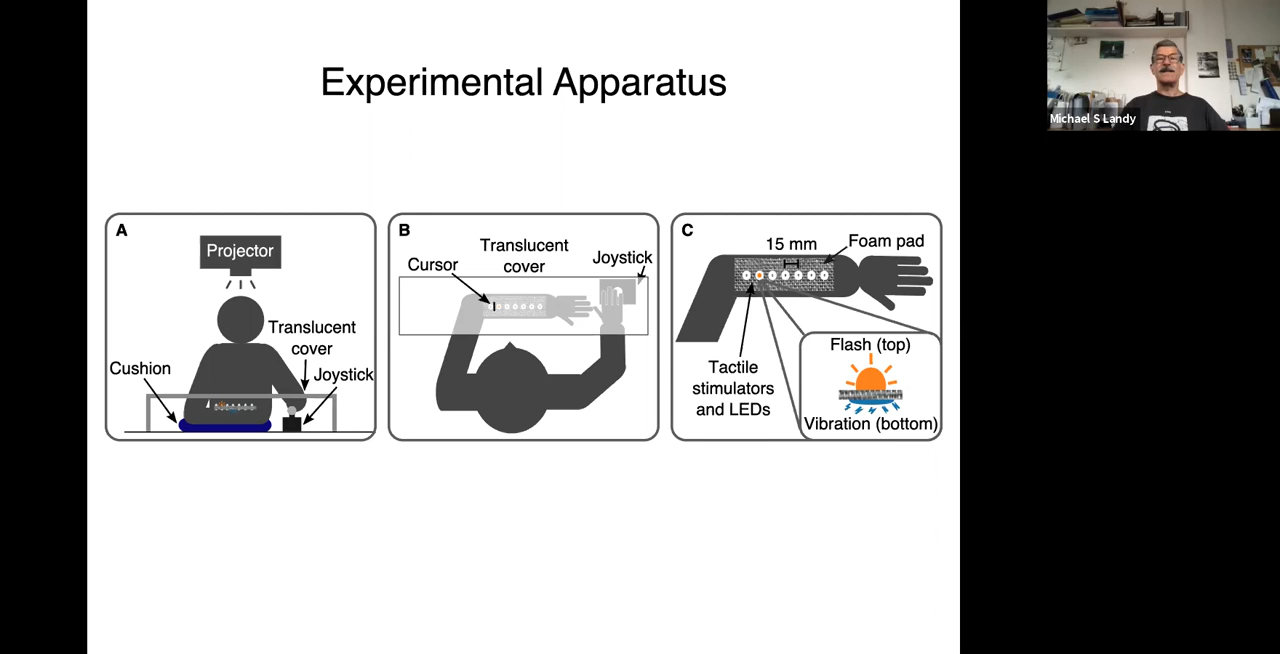 Experimental Apparatus
A
Projector
Translucent
cover
Cushion
Joystick
B
Translucent
cover
Cursor
Joystick
C
15 mm
Foam pad
Tactile
stimulators
and LEDs
Flash (top)
Vibration (bottom)
Michael S Landy